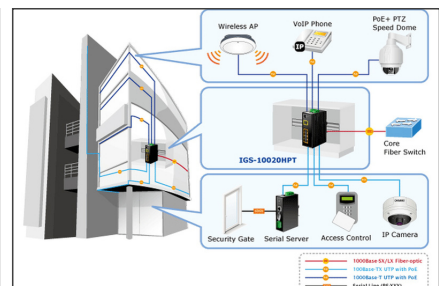 Wireless AP
VoIP Phone
PoE+ PTZ
Speed Dome
IP
IGS-10020HPT
Core
Fiber Switch
Security Gate
Serial Server
Access Control
IP Camera
1000Base-SX/LX Fiber-optic
100Base-TX UTP with PoE
1000Base-T UTP with PoE